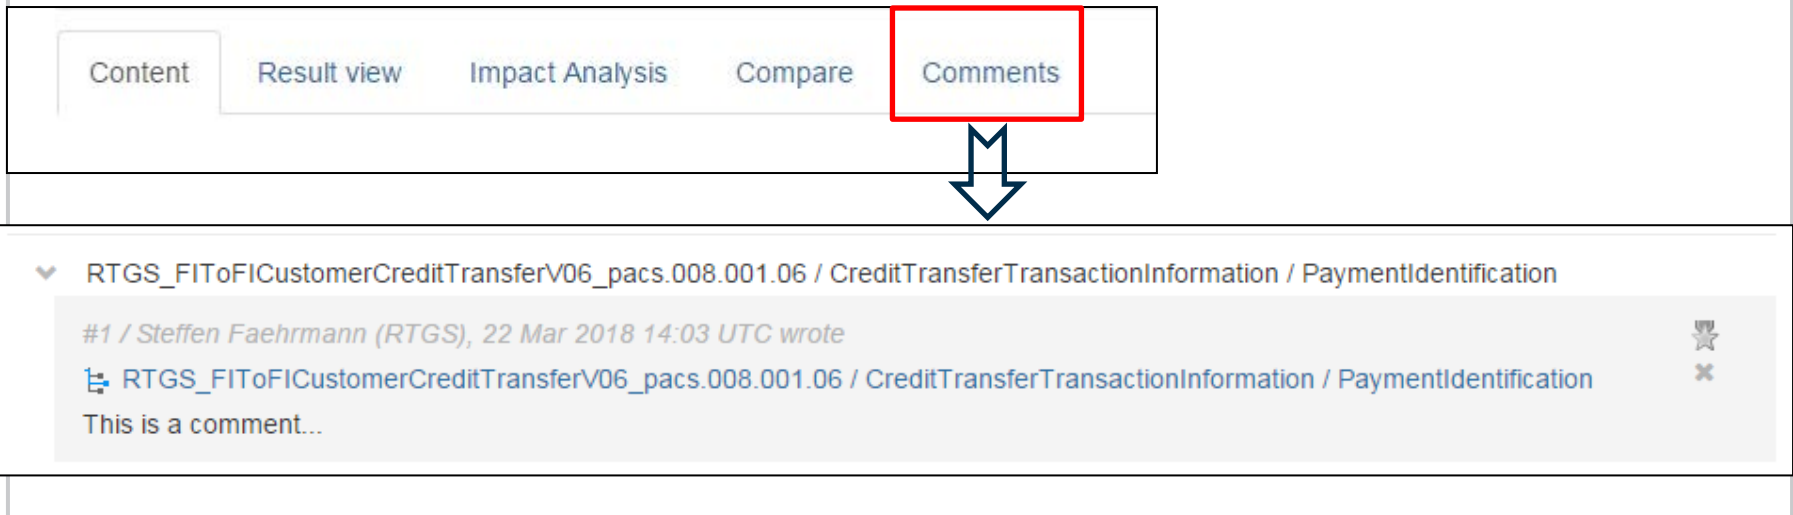 Content Result view Impact Analysis Compare Comments
RTGS_FIToFICustomerCreditTransferV06_pacs.008.001.06 / CreditTransferTransactionInformation / PaymentIdentification
#1 / Steffen Faehrmann (RTGS), 22 Mar 2018 14:03 UTC wrote
RTGS_FIToFICustomerCreditTransferV06_pacs.008.001.06 / CreditTransferTransactionInformation / PaymentIdentification
This is a comment...